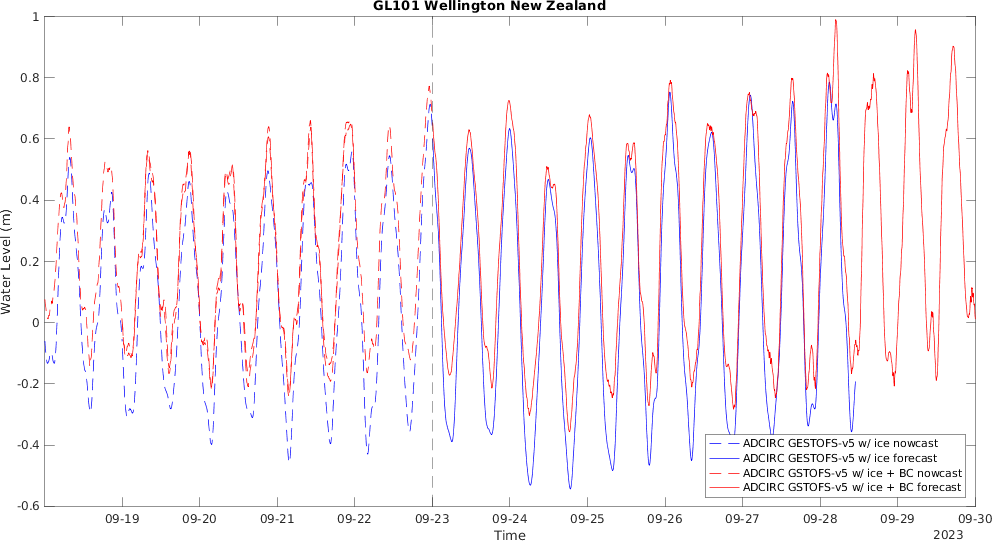 GL101 Wellington New Zealand
1
0.8
0.6
0.4
0.2
0
-0.2
-0.4
-0.6
Water Level (m)
ADCIRC GESTOFS-v5 w/ ice nowcast
ADCIRC GESTOFS-v5 w/ ice forecast
ADCIRC GSTOFS-v5 w/ ice + BC nowcast
ADCIRC GSTOFS-v5 w/ ice + BC forecast
09-19 09-20 09-21 09-22 09-23 09-24 09-25 09-26 09-27 09-28 09-29 09-30
Time
2023